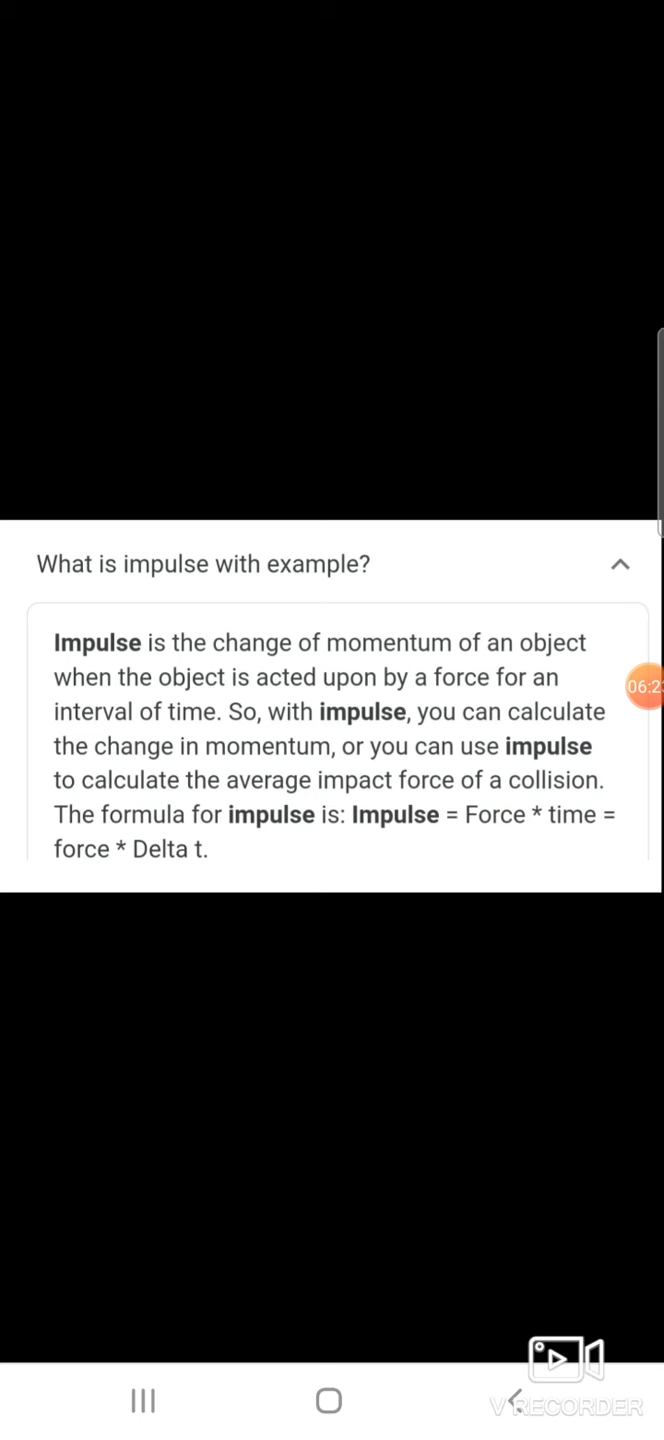 What is impulse with example?
Impulse is the change of momentum of an object
when the object is acted upon by a force for an
interval of time. So, with impulse, you can calculate
the change in momentum, or you can use impulse
to calculate the average impact force of a collision.
The formula for impulse is: Impulse = Force * time =
force * Delta t.
06:23
V RECORDER